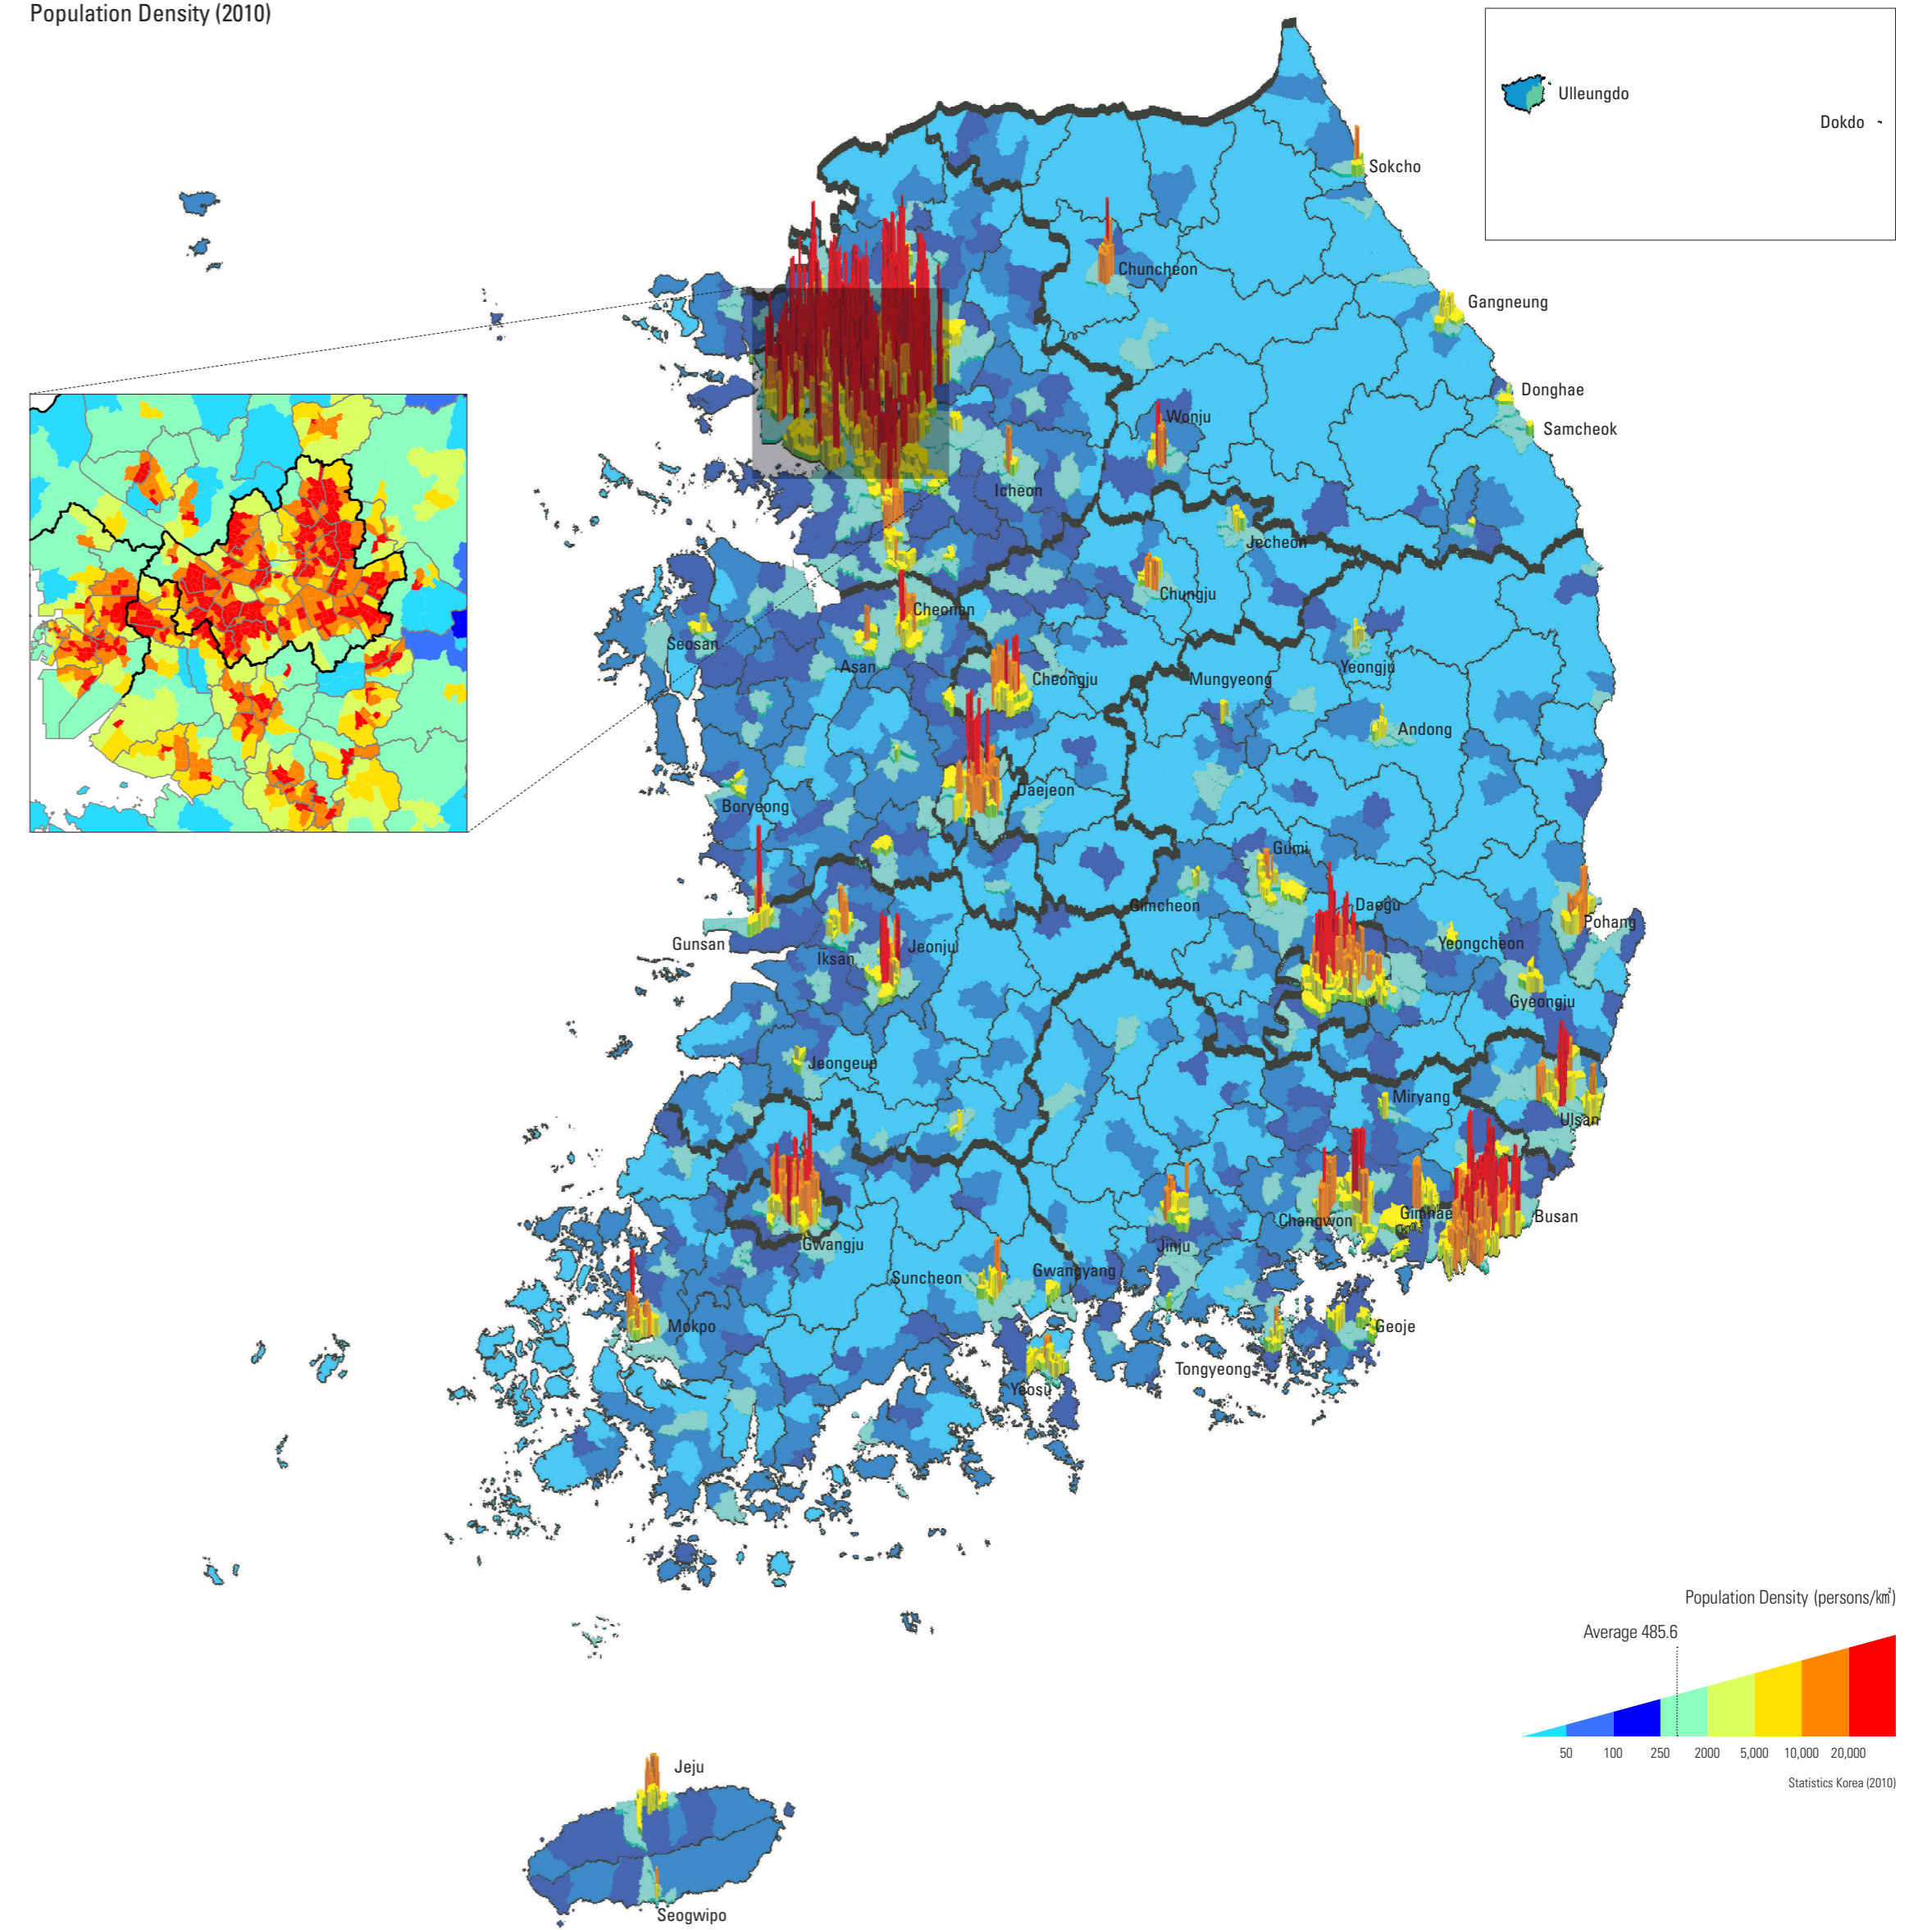 Population Density (2010)
Ulleungdo
Dokdo
Sokcho
Chuncheon
Gangneung
Donghae
Wonju
Samcheok
Icheon
Jecheon
Chungju
Cheonan
Seosan
Asan
Yeongju
Cheongju
Mungyeong
Andong
Daejeon
Boryeong
Gumi
Gimcheon
Daegu
Pohang
Gunsan
Jeonju
Yeongcheon
Iksan
Gyeongju
Jeongeup
Miryang
Ulsan
Changwon
Gimhae
Busan
Gwangju
Jinju
Suncheon
Gwangyang
Mokpo
Geoje
Tongyeong
Yeosu
Population Density (persons/㎢)
Average 485.6
50 100 250 2000 5,000 10,000 20,000
Statistics Korea (2010)
Jeju
Seogwipo